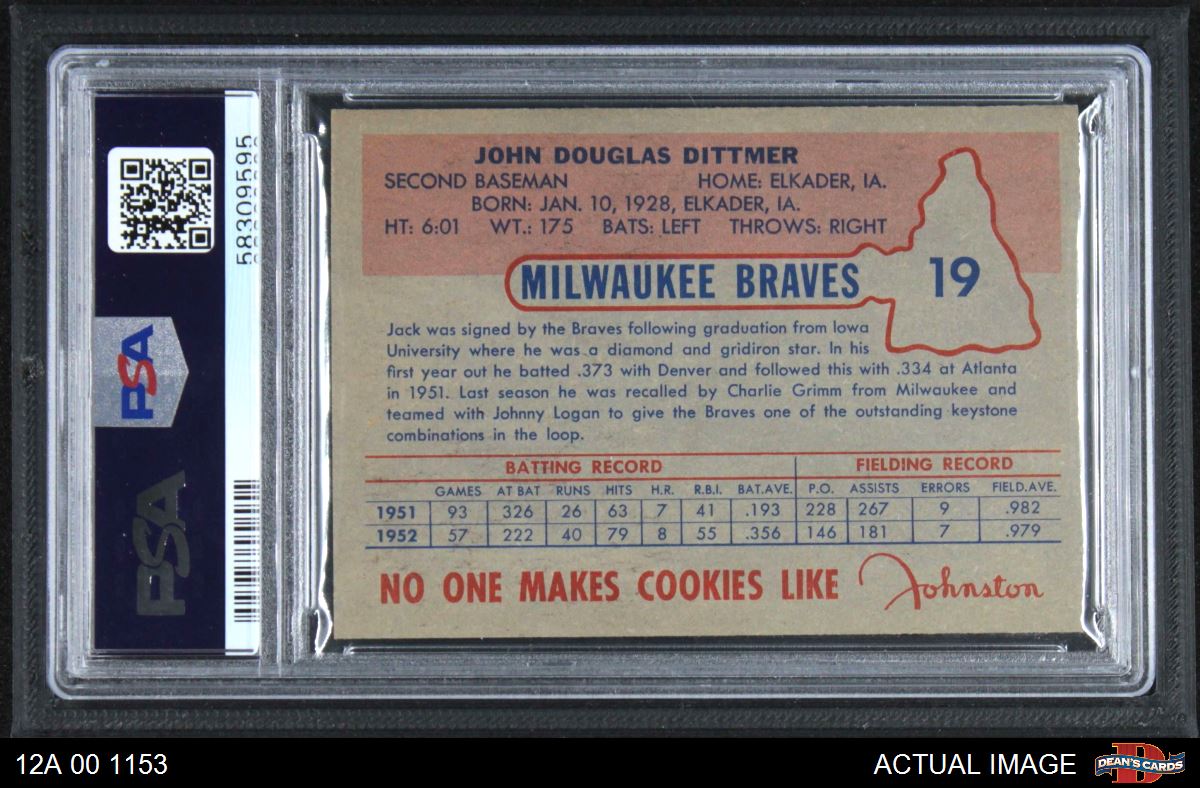 JOHN DOUGLAS DITTMER
SECOND BASEMAN HOME: ELKADER, IA.
BORN: JAN. 10, 1928, ELKADER, IA.
HT: 6:01 WT.: 175 BATS: LEFT THROWS: RIGHT
MILWAUKEE BRAVES 19
Jack was signed by the Braves following graduation from Iowa
University where he was a diamond and gridiron star. In his
first year out he batted .373 with Denver and followed this with .334 at Atlanta
in 1951. Last season he was recalled by Charlie Grimm from Milwaukee and
teamed with Johnny Logan to give the Braves one of the outstanding keystone
combinations in the loop.
BATTING RECORD FIELDING RECORD
GAMES AT BAT RUNS HITS H.R. R.B.I. BAT.AVE. P.O. ASSISTS ERRORS FIELD.AVE.
1951 93 326 26 63 7 41 .193 228 267 9 .982
1952 57 222 40 79 8 55 .356 146 181 7 .979
NO ONE MAKES COOKIES LIKE Johnston
58309595
PSA
PSA
12A 00 1153
ACTUAL IMAGE
D
DEAN'S CARDS